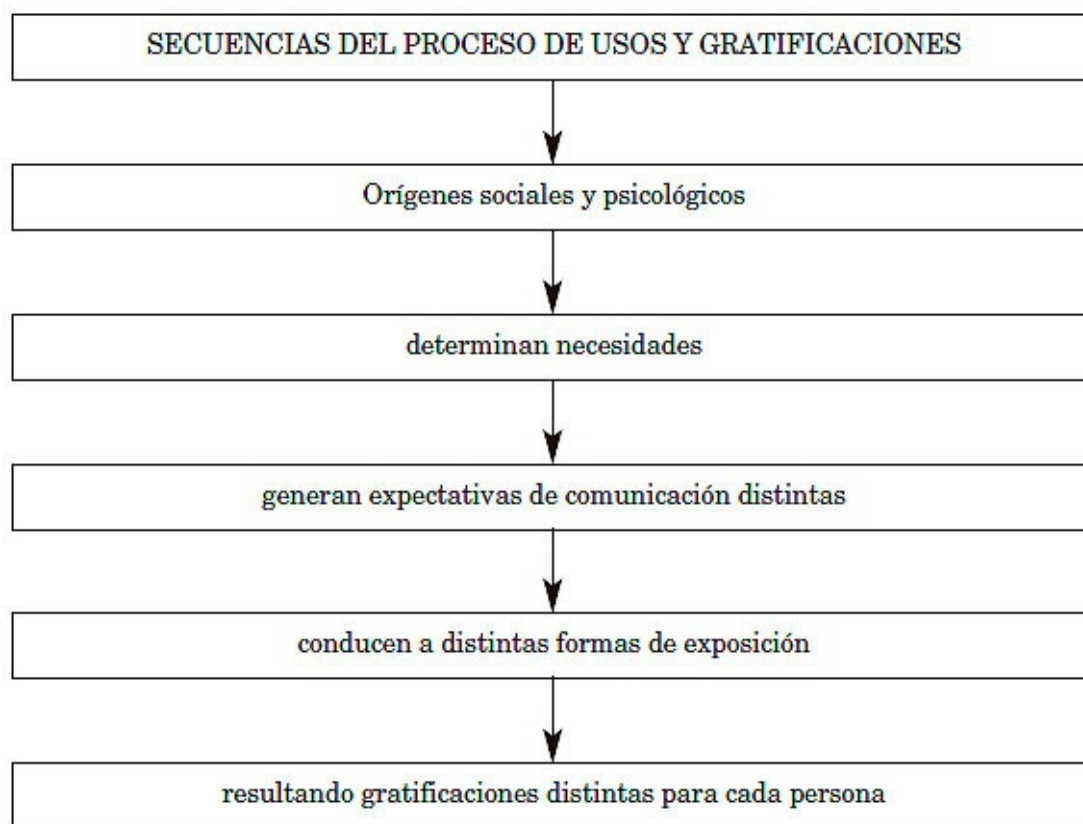 SECUENCIAS DEL PROCESO DE USOS Y GRATIFICACIONES
Orígenes sociales y psicológicos
determinan necesidades
generan expectativas de comunicación distintas
conducen a distintas formas de exposición
resultando gratificaciones distintas para cada persona